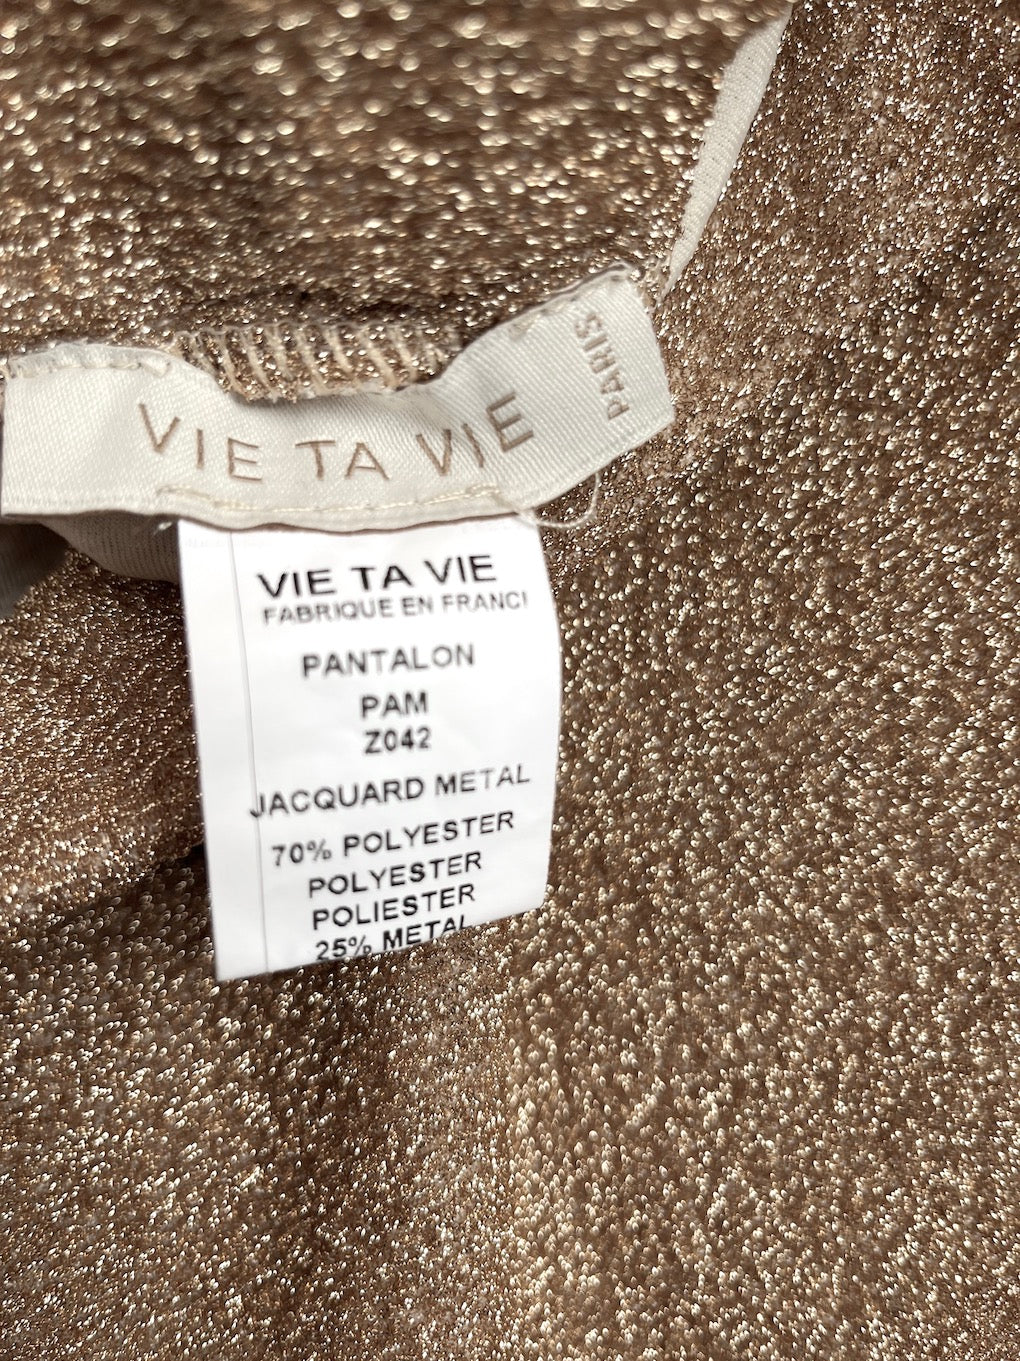 VIE TA VIE
PARIS
VIE TA VIE
FABRIQUE EN FRANCI
PANTALON
PAM
Z042
JACQUARD METAL
70% POLYESTER
POLYESTER
POLIESTER
25% METAL